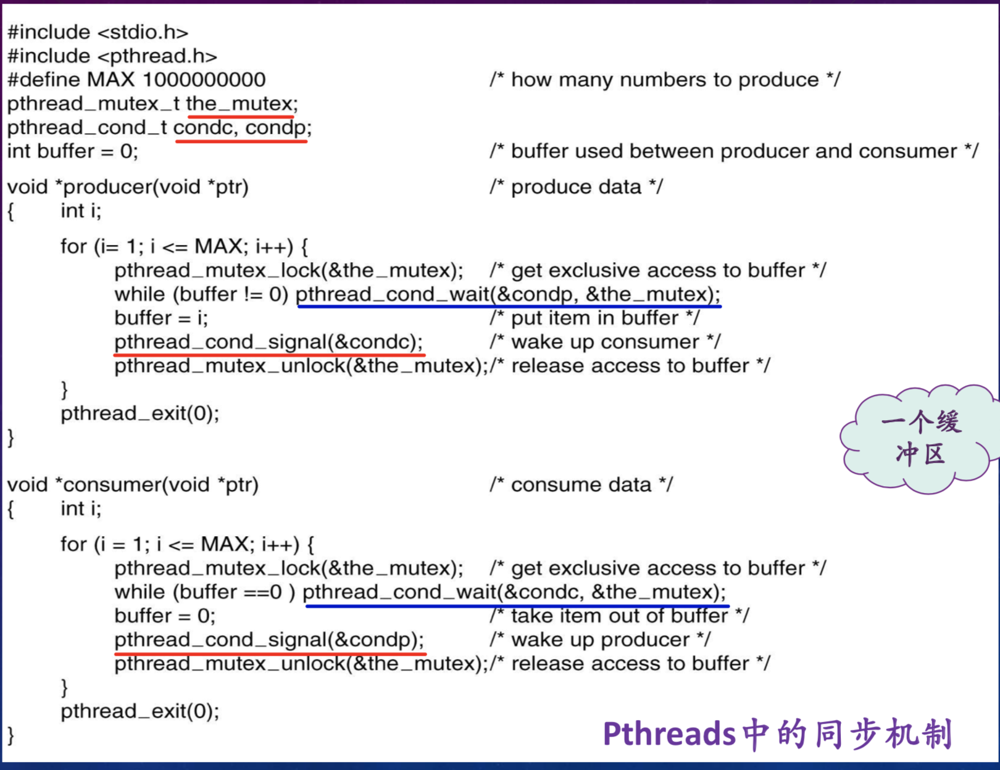 #include <stdio.h>
#include <pthread.h>
#define MAX 1000000000 /* how many numbers to produce */
pthread_mutex_t the_mutex;
pthread_cond_t condc, condp;
int buffer = 0; /* buffer used between producer and consumer */
void *producer(void *ptr) /* produce data */
{ int i;
for (i= 1; i <= MAX; i++) {
pthread_mutex_lock(&the_mutex); /* get exclusive access to buffer */
while (buffer != 0) pthread_cond_wait(&condp, &the_mutex);
buffer = i; /* put item in buffer */
pthread_cond_signal(&condc); /* wake up consumer */
pthread_mutex_unlock(&the_mutex);/* release access to buffer */
}
pthread_exit(0);
}
一个缓
冲区
void *consumer(void *ptr) /* consume data */
{ int i;
for (i = 1; i <= MAX; i++) {
pthread_mutex_lock(&the_mutex); /* get exclusive access to buffer */
while (buffer ==0 ) pthread_cond_wait(&condc, &the_mutex);
buffer = 0; /* take item out of buffer */
pthread_cond_signal(&condp); /* wake up producer */
pthread_mutex_unlock(&the_mutex);/* release access to buffer */
}
pthread_exit(0);
}
Pthreads中的同步机制